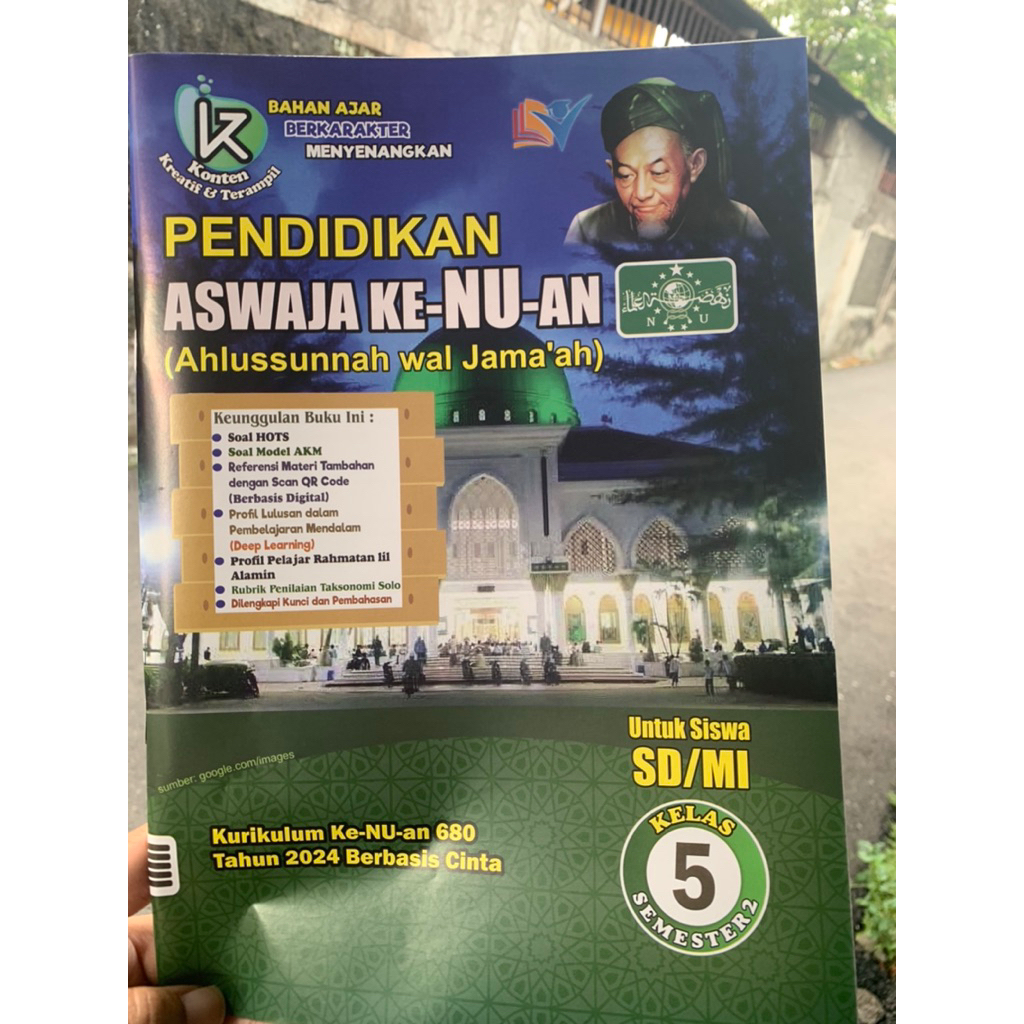 Konten
Kreatif & Terampil
BAHAN AJAR
BERKARAKTER
MENYENANGKAN
PENDIDIKAN
ASWAJA KE-NU-AN
(Ahlussunnah wal Jama'ah)
N U
Keunggulan Buku Ini :
Soal HOTS
Soal Model AKM
Referensi Materi Tambahan
dengan Scan QR Code
(Berbasis Digital)
Profil Lulusan dalam
Pembelajaran Mendalam
(Deep Learning)
Profil Pelajar Rahmatan lil
Alamin
Rubrik Penilaian Taksonomi Solo
Dilengkapi Kunci dan Pembahasan
sumber: google.com/images
Untuk Siswa
SD/MI
KELAS
5
SEMESTER 2
Kurikulum Ke-NU-an 680
Tahun 2024 Berbasis Cinta